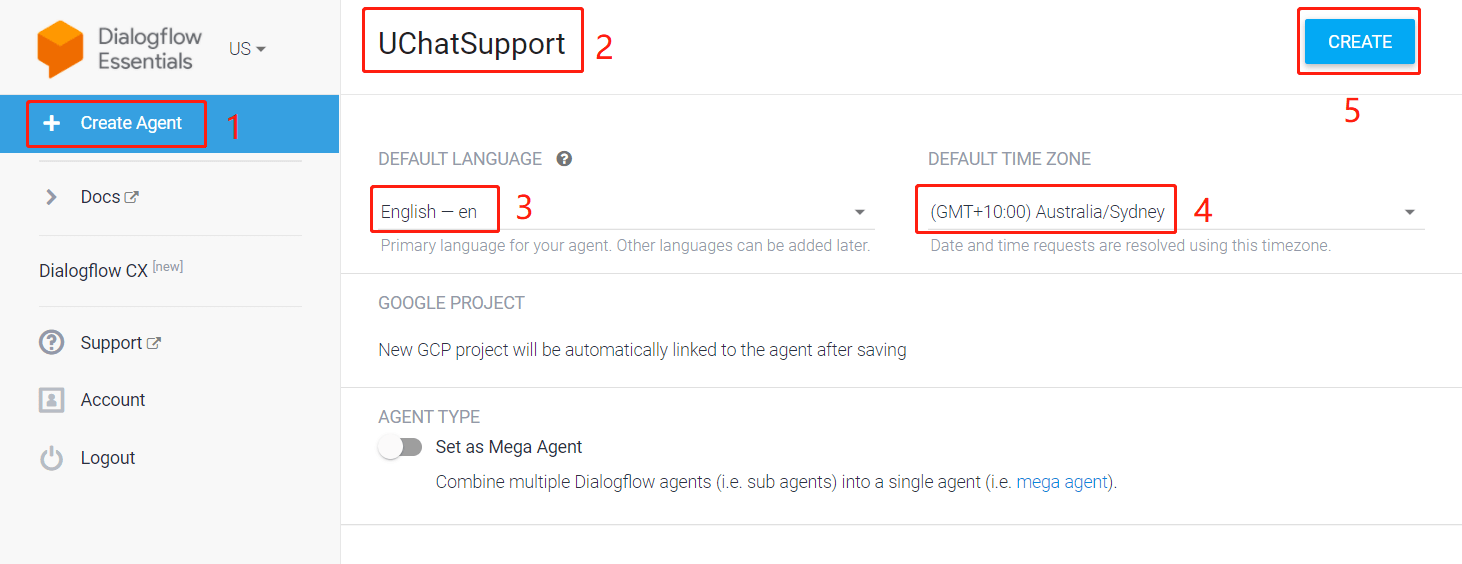 Dialogflow
Essentials
US
UChatSupport
2
CREATE
5
Create Agent
1
Docs
Dialogflow CX [new]
Support
Account
Logout
DEFAULT LANGUAGE
English — en
3
Primary language for your agent. Other languages can be added later.
DEFAULT TIME ZONE
(GMT+10:00) Australia/Sydney
4
Date and time requests are resolved using this timezone.
GOOGLE PROJECT
New GCP project will be automatically linked to the agent after saving
AGENT TYPE
Set as Mega Agent
Combine multiple Dialogflow agents (i.e. sub agents) into a single agent (i.e. mega agent).